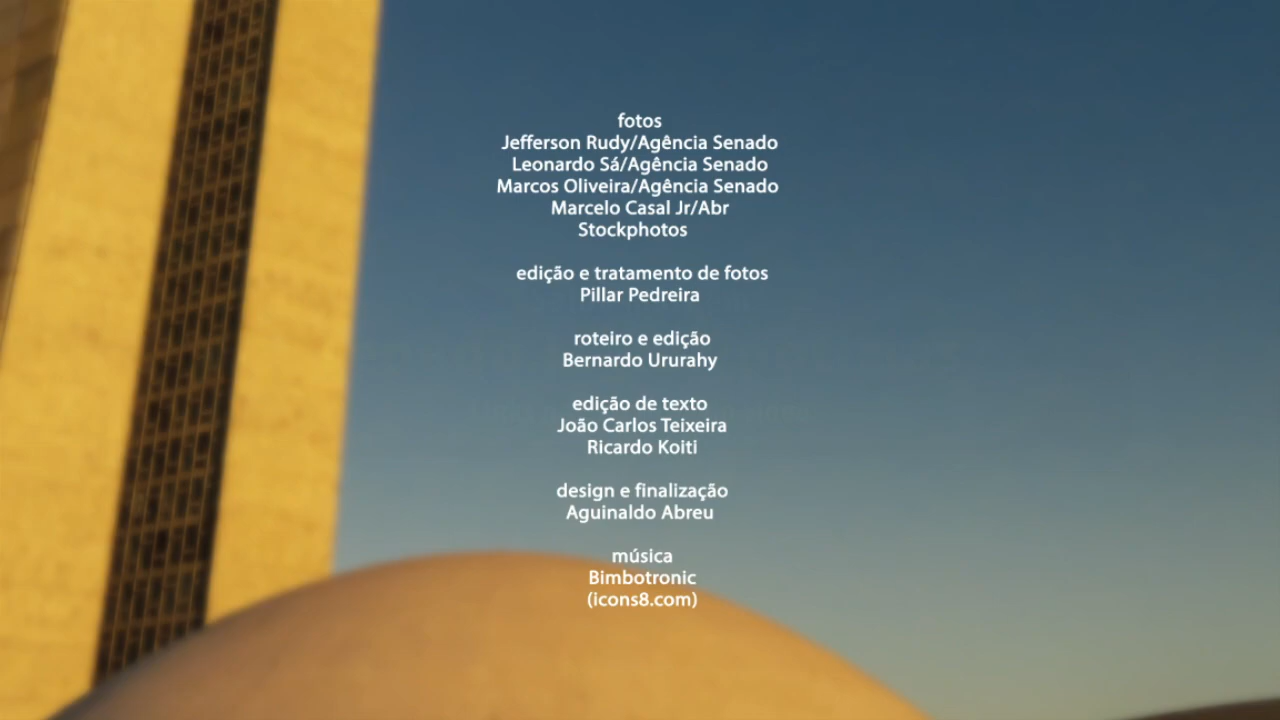 fotos
Jefferson Rudy/Agência Senado
Leonardo Sá/Agência Senado
Marcos Oliveira/Agência Senado
Marcelo Casal Jr/Abr
Stockphotos
edição e tratamento de fotos
Pillar Pedreira
roteiro e edição
Bernardo Ururahy
edição de texto
João Carlos Teixeira
Ricardo Koiti
design e finalização
Aguinaldo Abreu
música
Bimbotronic
(icons8.com)